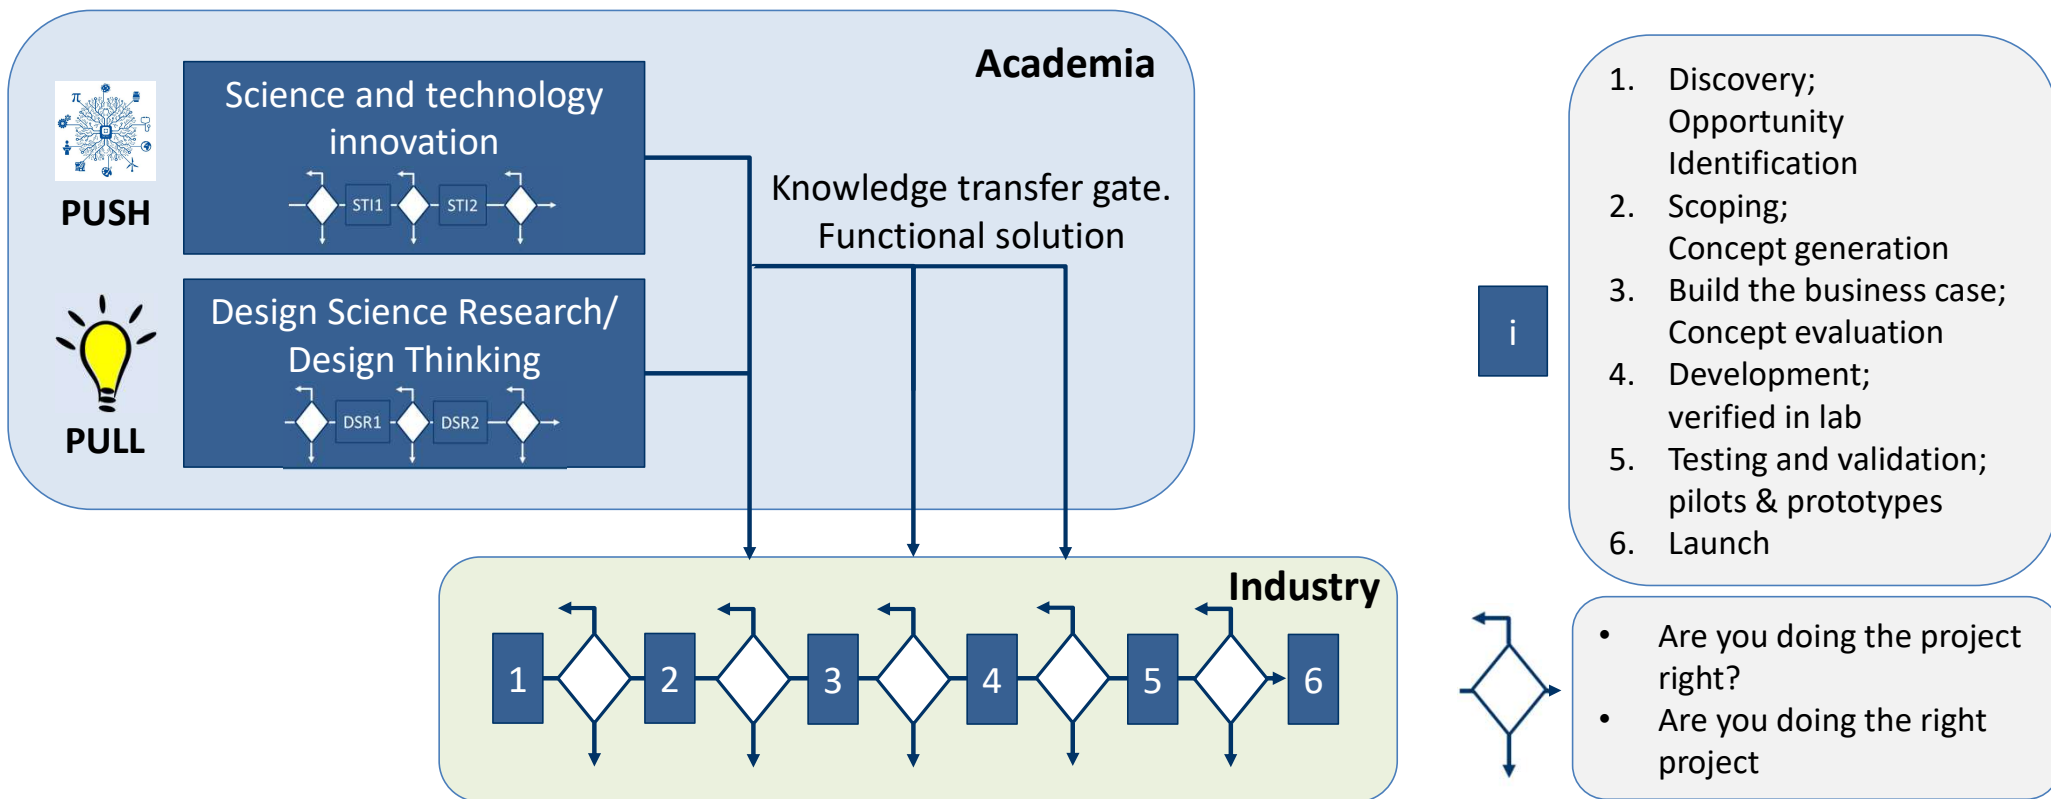 Academia
Science and technology
innovation
STI1
STI2
PUSH
π
Knowledge transfer gate.
Functional solution
Design Science Research/
Design Thinking
DSR1
DSR2
PULL
Industry
1
2
3
4
5
6
i
1. Discovery;
Opportunity
Identification
2. Scoping;
Concept generation
3. Build the business case;
Concept evaluation
4. Development;
verified in lab
5. Testing and validation;
pilots & prototypes
6. Launch
• Are you doing the project
right?
• Are you doing the right
project